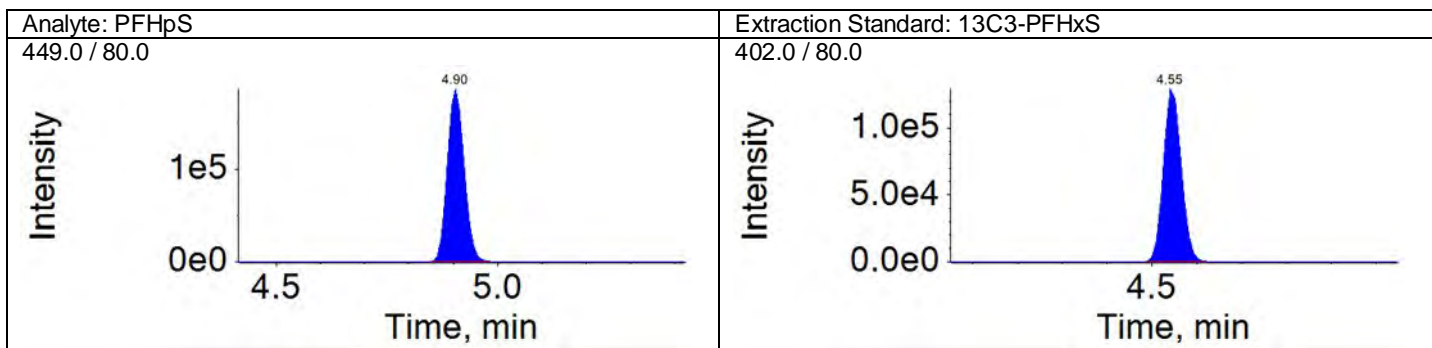 Analyte: PFHpS
449.0 / 80.0
4.90
Intensity
1e5
0e0
4.5 5.0
Time, min
Extraction Standard: 13C3-PFHxS
402.0 / 80.0
4.55
Intensity
1.0e5
5.0e4
0.0e0
4.5
Time, min